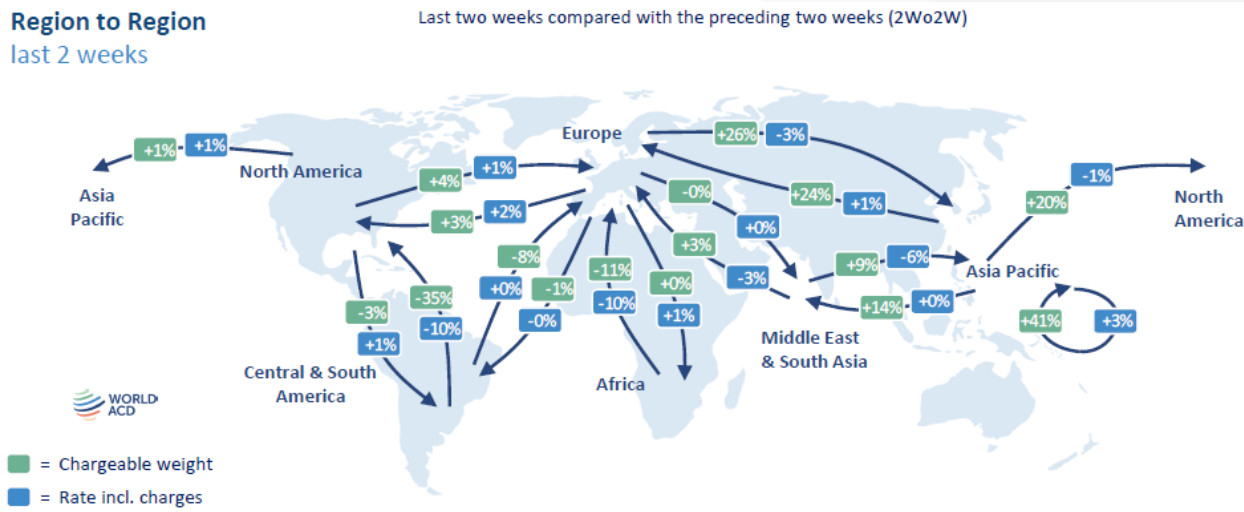 Region to Region
last 2 weeks
Last two weeks compared with the preceding two weeks (2Wo2W)
+1%
+1%
Asia
Pacific
North America
+4%
+1%
+3%
+2%
Europe
+26%
-3%
+24%
+1%
-0%
+0%
+3%
-3%
-1%
+20%
North
America
+9%
-6%
Asia Pacific
+14%
+0%
+41%
+3%
Middle East
& South Asia
-8%
+0%
-1%
-0%
-11%
-10%
+0%
+1%
Africa
-35%
-10%
-3%
+1%
Central & South
America
WORLD
ACD
= Chargeable weight
= Rate incl. charges